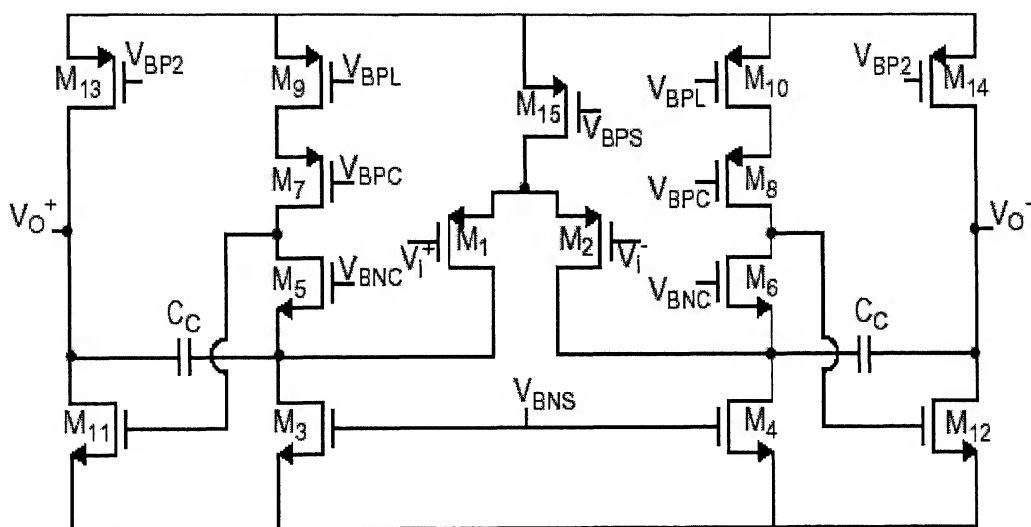 M13 VBP2
M9 VBPL
M15 VBPS
VBPL M10
VBP2 M14
M7 VBPC
VBPC M8
VO+
Vi+ M1
M2 Vi-
VO-
M5 VBNC
VBNC M6
CC
CC
VBNS
M11
M3
M4
M12